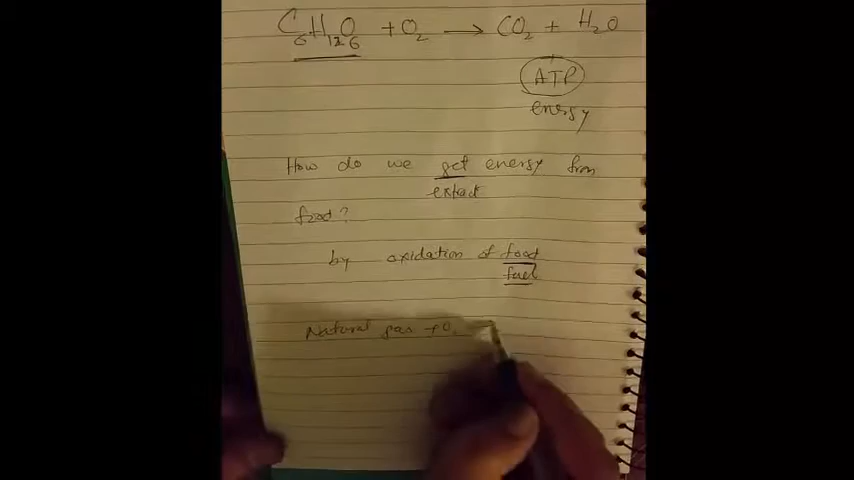 C6H12O6 + O2 → CO2 + H2O
ATP
energy
How do we get energy from
extract
food?
by oxidation of food
fuel
Natural gas + O2